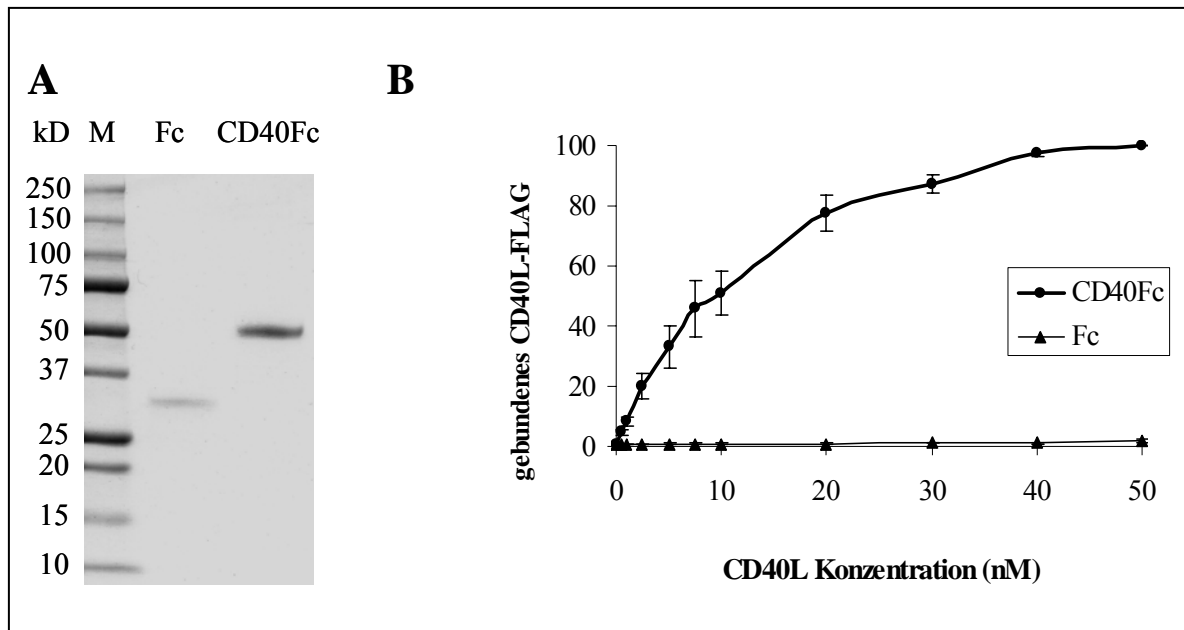 A
kD M Fc CD40Fc
250
150
100
75
50
37
25
20
15
10
B
gebundenes CD40L-FLAG
100
80
60
40
20
0
0 10 20 30 40 50
CD40L Konzentration (nM)
CD40Fc
Fc